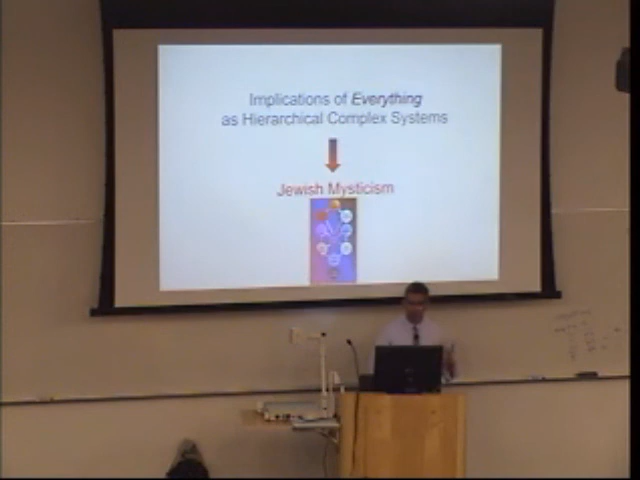 Implications of Everything
as Hierarchical Complex Systems
Jewish Mysticism